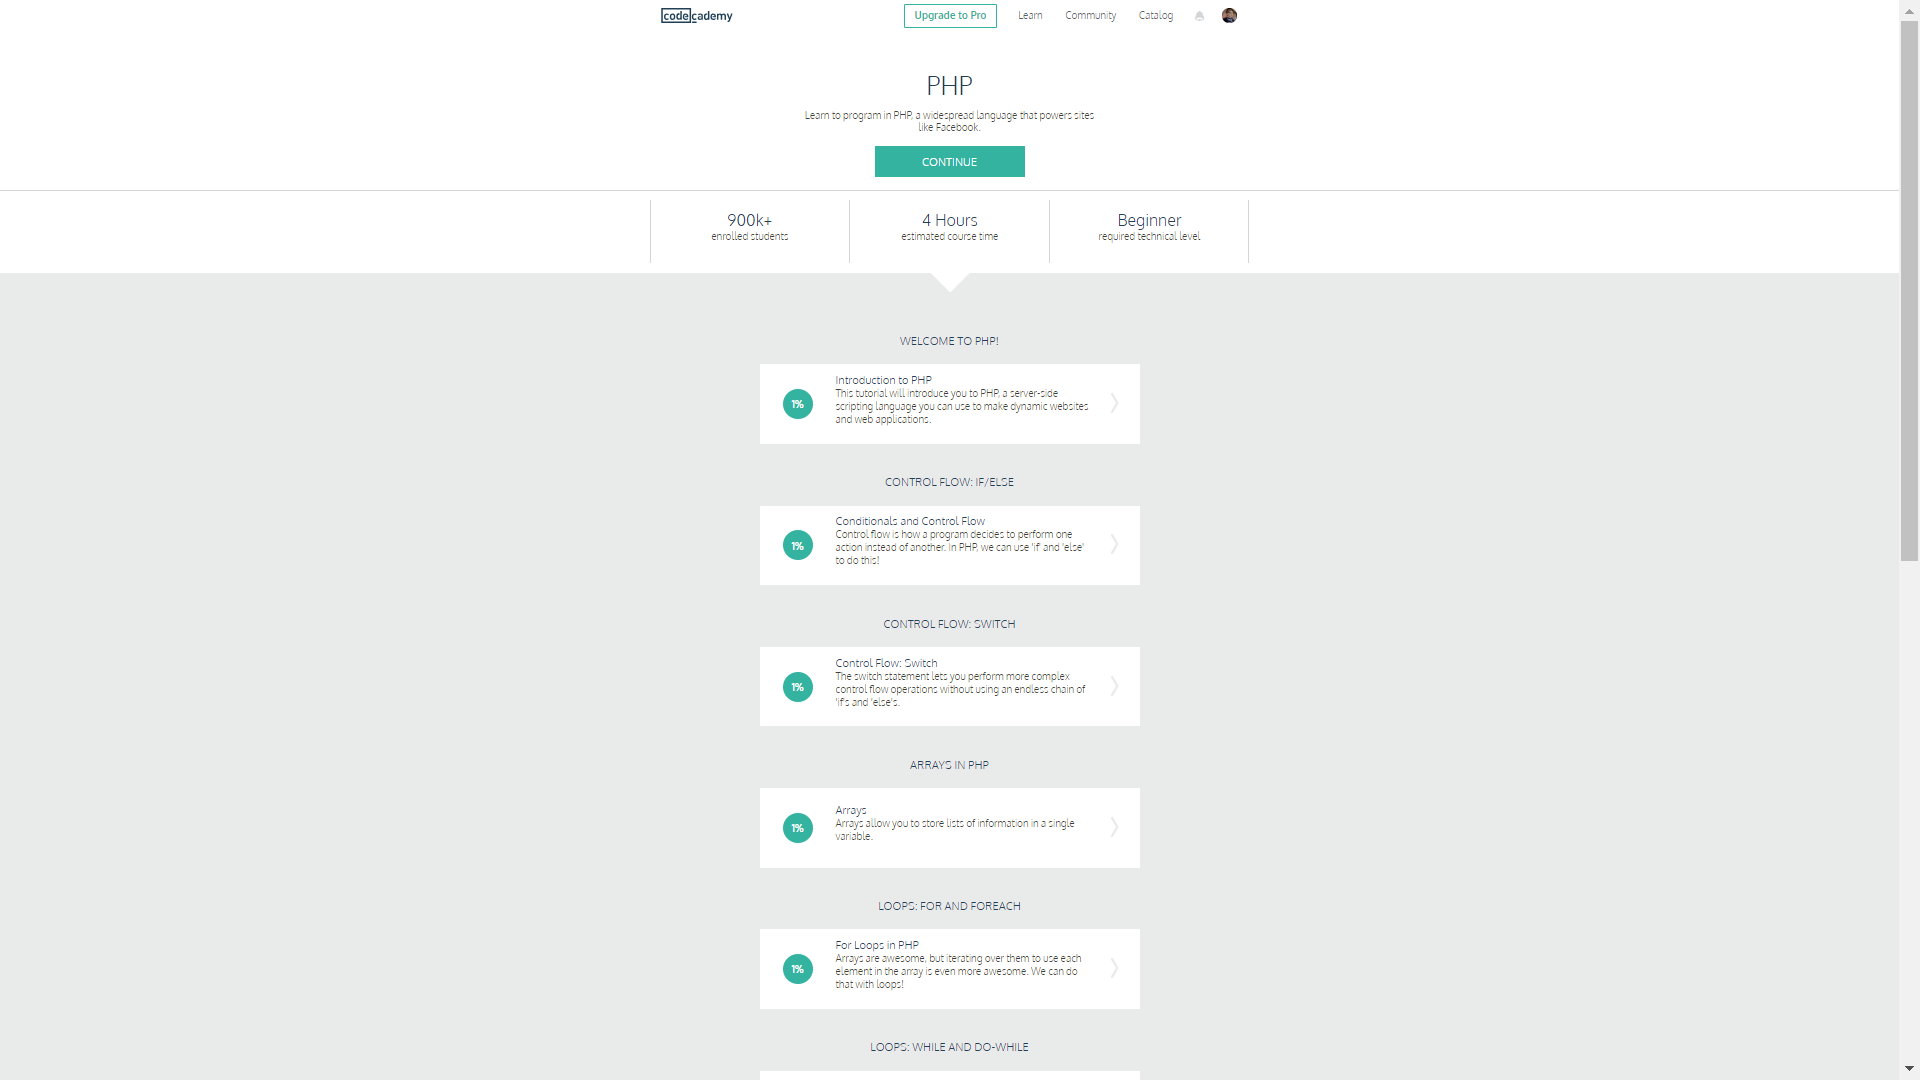 codecademy
Upgrade to Pro
Learn
Community
Catalog
PHP
Learn to program in PHP, a widespread language that powers sites
like Facebook.
CONTINUE
900k+
enrolled students
4 Hours
estimated course time
Beginner
required technical level
WELCOME TO PHP!
1%
Introduction to PHP
This tutorial will introduce you to PHP, a server-side
scripting language you can use to make dynamic websites
and web applications.
CONTROL FLOW: IF/ELSE
1%
Conditionals and Control Flow
Control flow is how a program decides to perform one
action instead of another. In PHP, we can use 'if' and 'else'
to do this!
CONTROL FLOW: SWITCH
1%
Control Flow: Switch
The switch statement lets you perform more complex
control flow operations without using an endless chain of
'if's and 'else's.
ARRAYS IN PHP
1%
Arrays
Arrays allow you to store lists of information in a single
variable.
LOOPS: FOR AND FOREACH
1%
For Loops in PHP
Arrays are awesome, but iterating over them to use each
element in the array is even more awesome. We can do
that with loops!
LOOPS: WHILE AND DO-WHILE